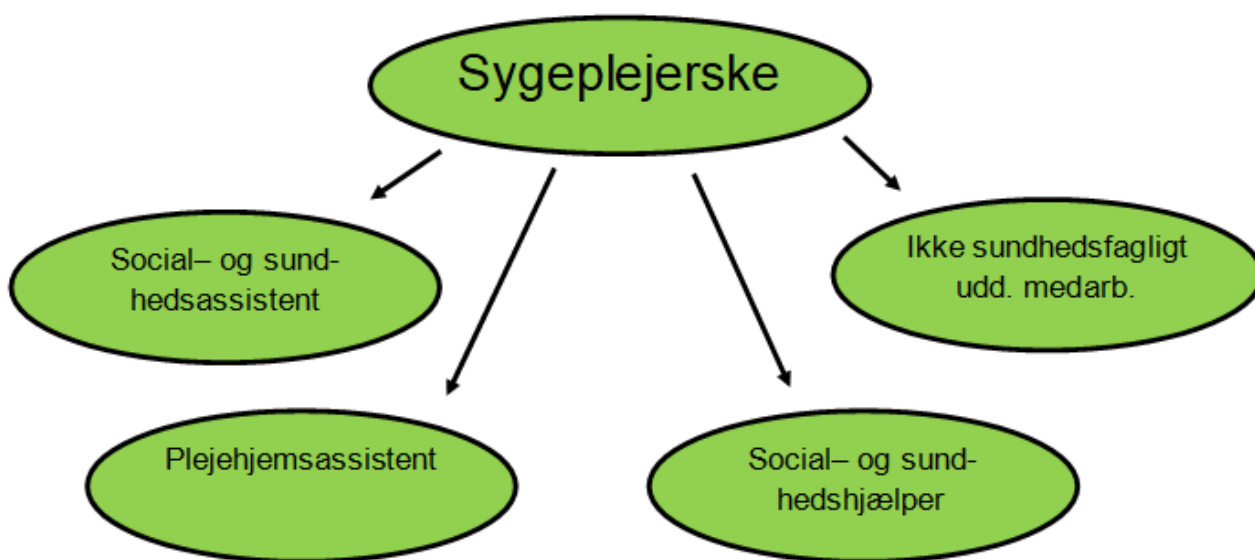 Sygeplejerske
Social– og sund-
hedsassistent
Ikke sundhedsfagligt
udd. medarb.
Plejehjemsassistent
Social– og sund-
hedshjælper